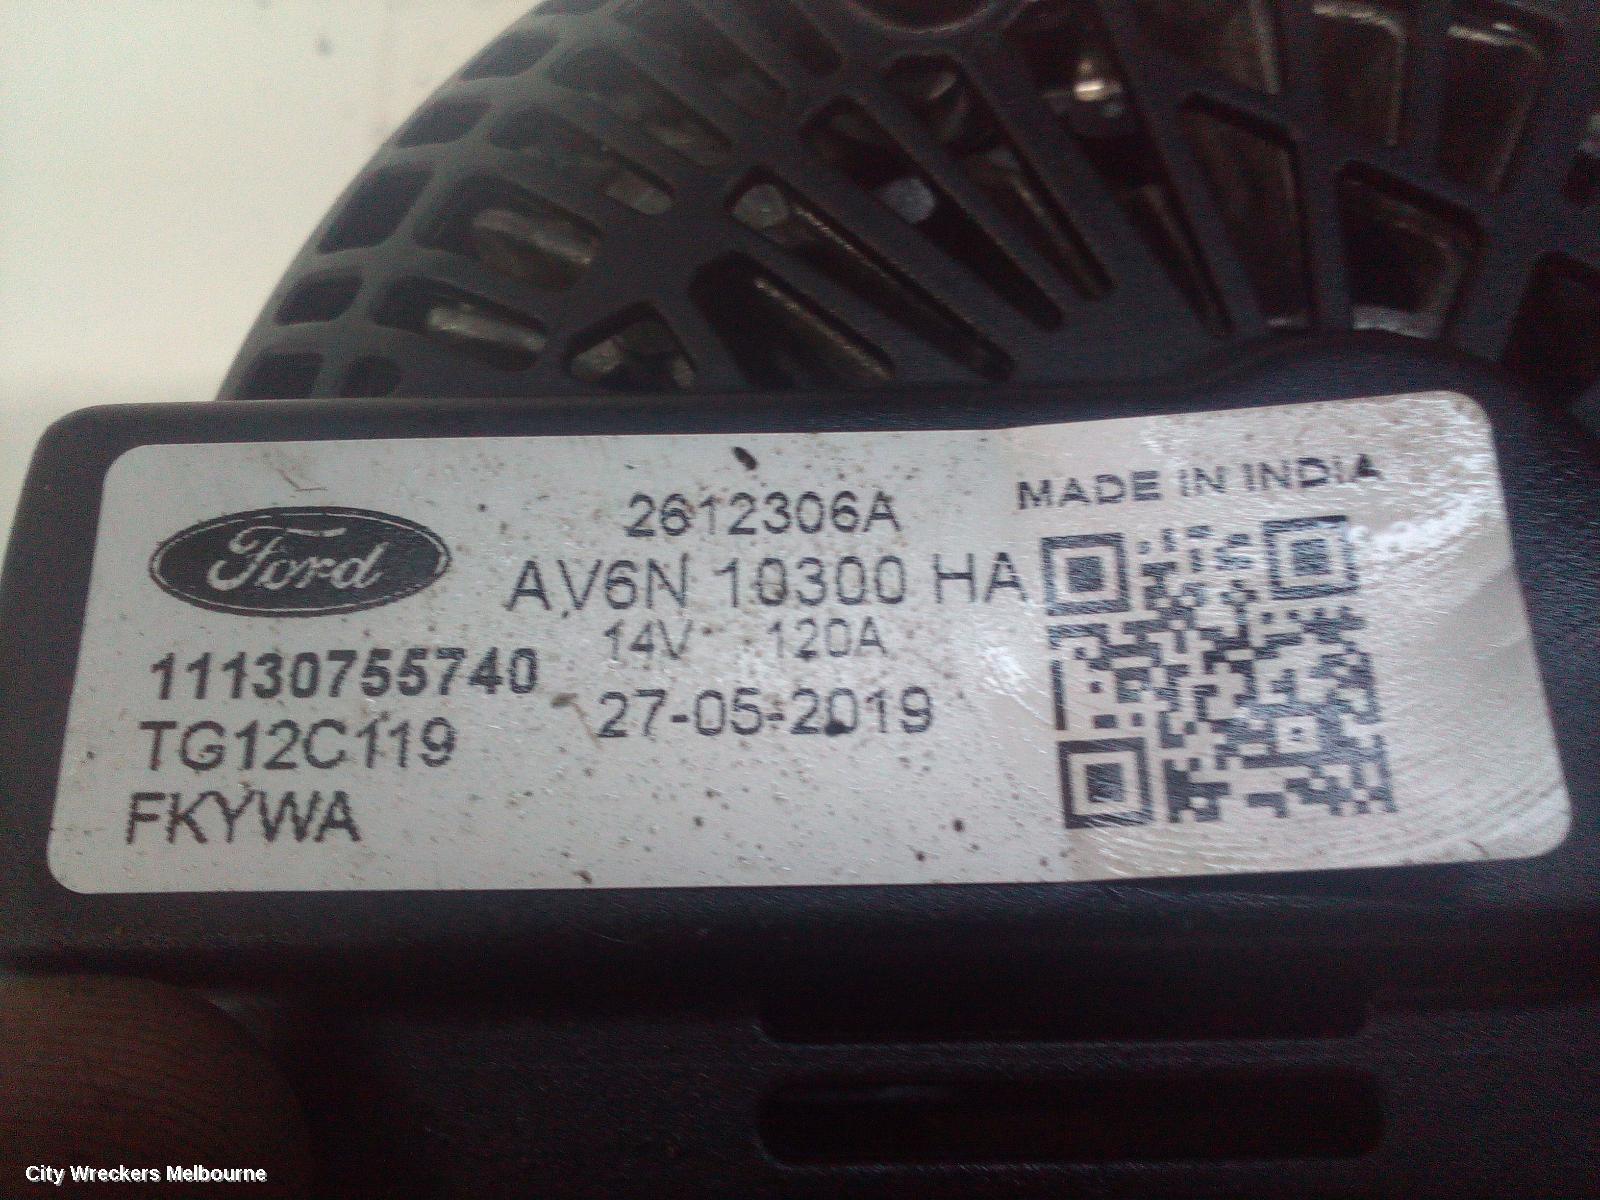 2612306A
MADE IN INDIA
Ford
AV6N 10300 HA
14V 120A
11130755740
27-05-2019
TG12C119
FKYWA
City Wreckers Melbourne